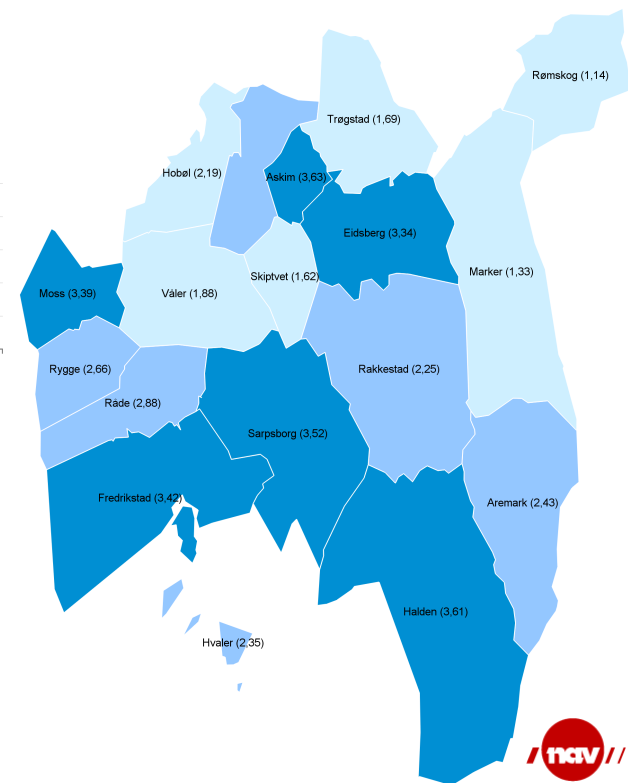 Rømskog (1,14)
Trøgstad (1,69)
Hobøl (2,19)
Askim (3,63)
Eidsberg (3,34)
Marker (1,33)
Skiptvet (1,62)
Moss (3,39)
Våler (1,88)
Rygge (2,66)
Rakkestad (2,25)
Råde (2,88)
Sarpsborg (3,52)
Fredrikstad (3,42)
Aremark (2,43)
Halden (3,61)
Hvaler (2,35)
nav